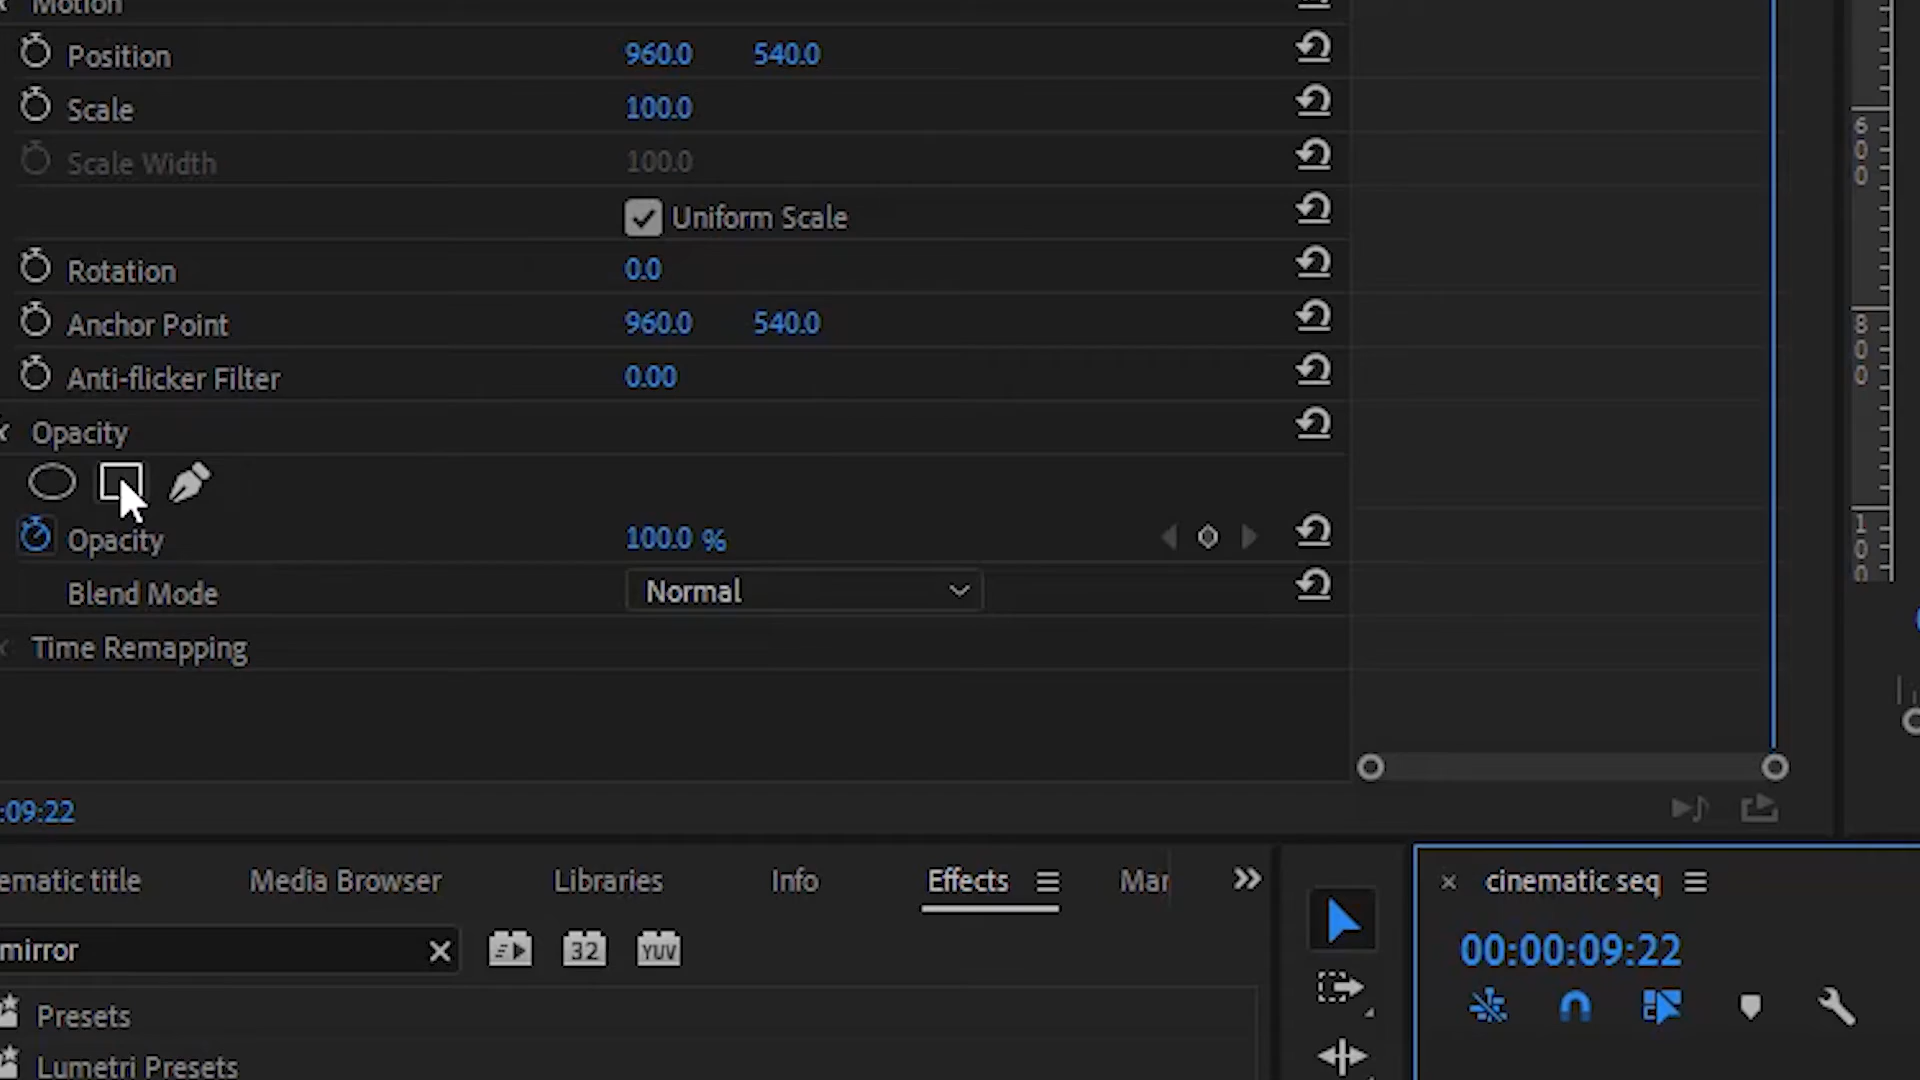 Motion
Position 960.0 540.0
Scale 100.0
Scale Width 100.0
Uniform Scale
Rotation 0.0
Anchor Point 960.0 540.0
Anti-flicker Filter 0.00
Opacity
Opacity 100.0 %
Blend Mode Normal
Time Remapping
600
800
100
:09:22
ematic title Media Browser Libraries Info Effects Mar
mirror 32 YUV
Presets
Lumetri Presets
cinematic seq
00:00:09:22